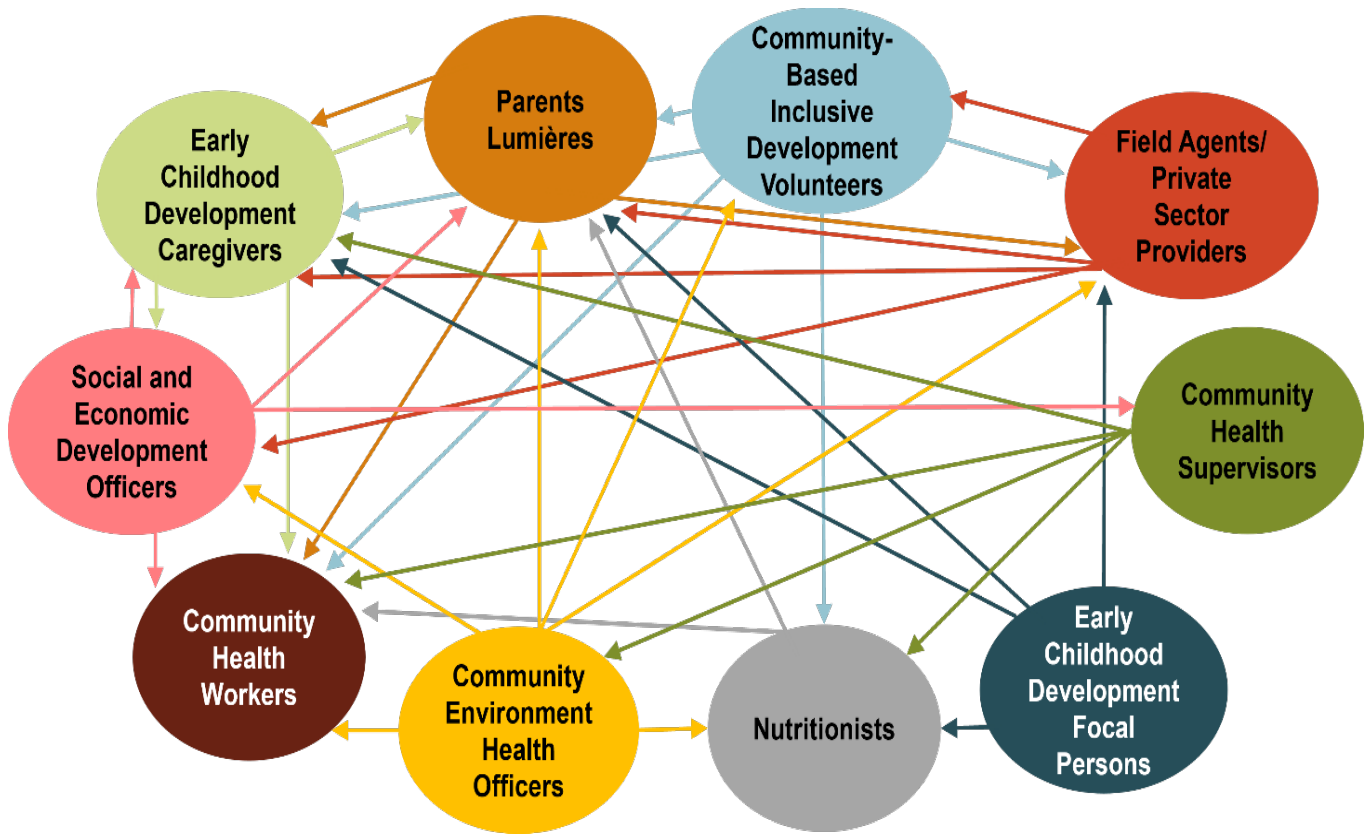 Parents
Lumières
Community-
Based
Inclusive
Development
Volunteers
Early
Childhood
Development
Caregivers
Field Agents/
Private
Sector
Providers
Social and
Economic
Development
Officers
Community
Health
Supervisors
Community
Health
Workers
Community
Environment
Health
Officers
Nutritionists
Early
Childhood
Development
Focal
Persons